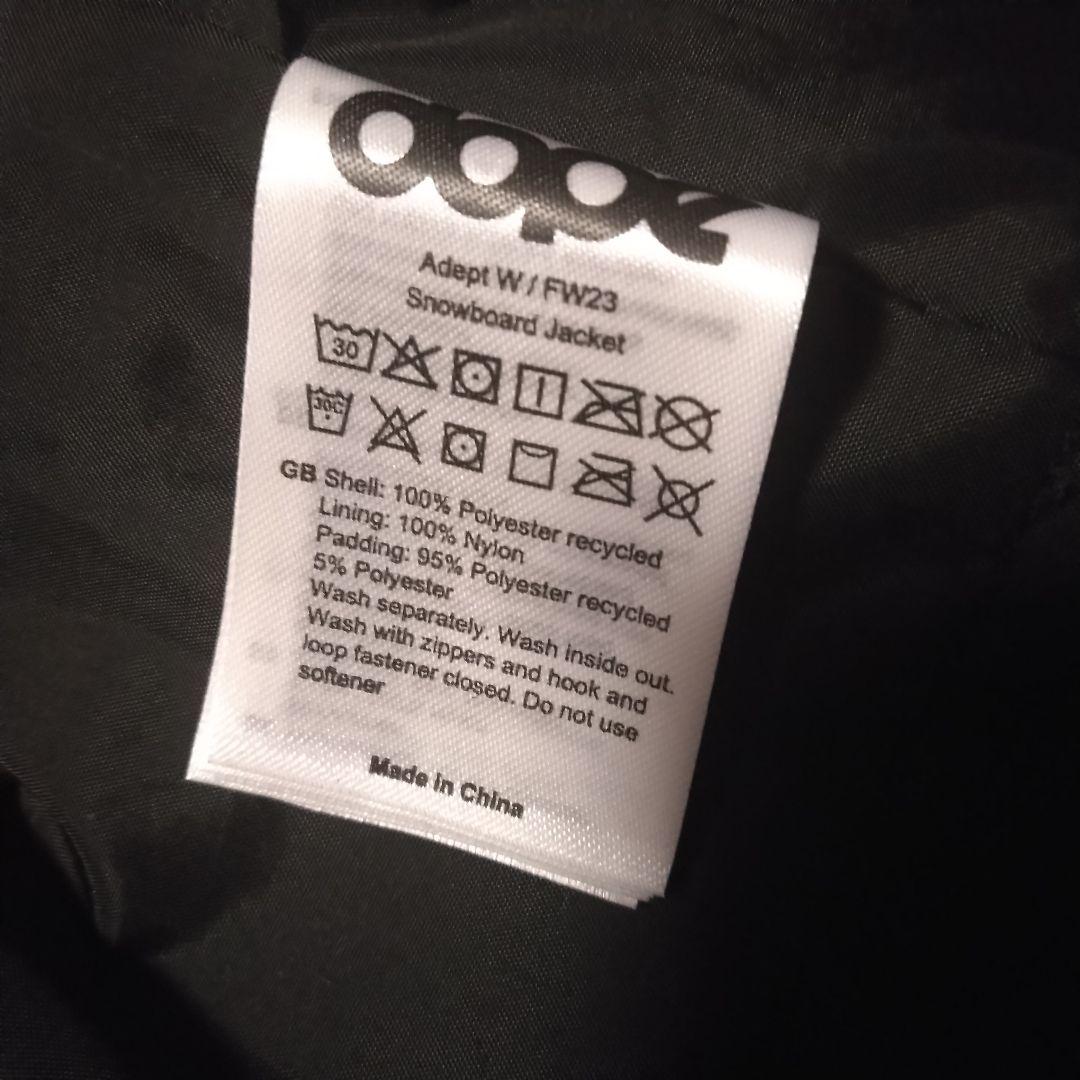 dope
Adept W / FW23
Snowboard Jacket
30
30C
GB Shell: 100% Polyester recycled
Lining: 100% Nylon
Padding: 95% Polyester recycled
5% Polyester
Wash separately. Wash inside out.
Wash with zippers and hook and
loop fastener closed. Do not use
softener
Made in China